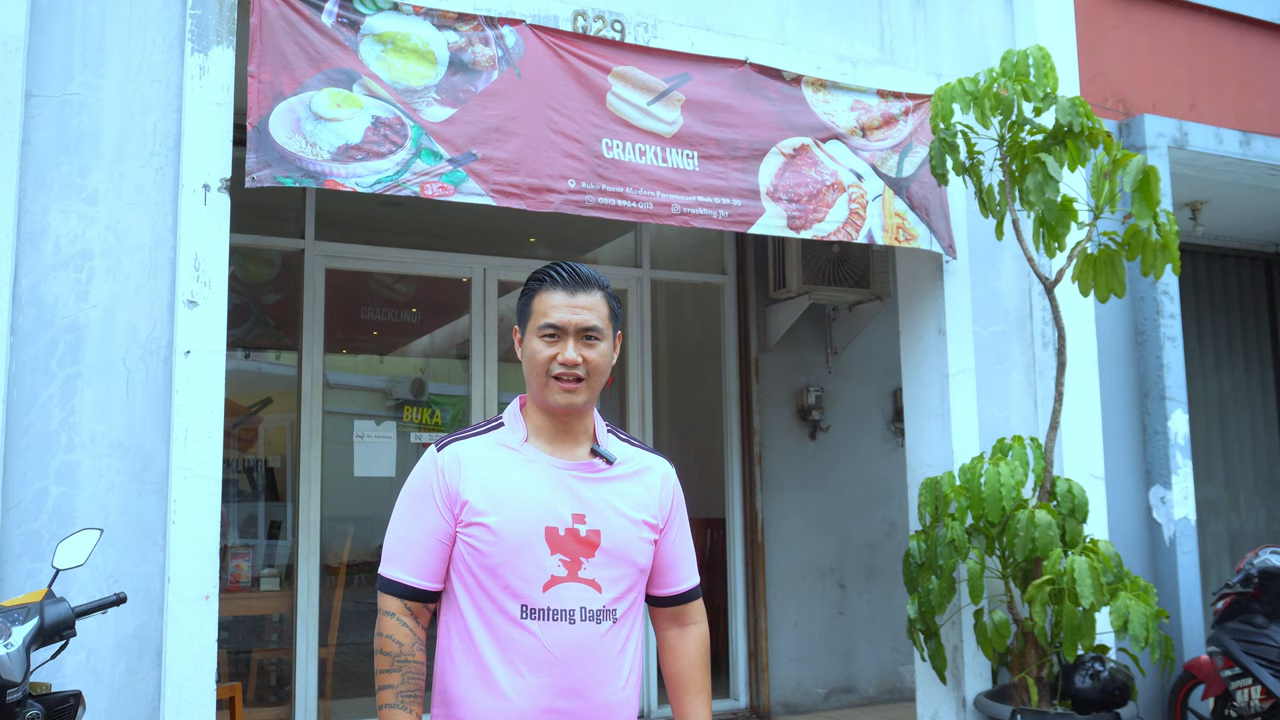 G29
CRACKLING!
Ruko Pasar Modern Paramount Blok G 29-30
0813 8964 0113
crackling.jkt
CRACKLING!
BUKA
Benteng Daging